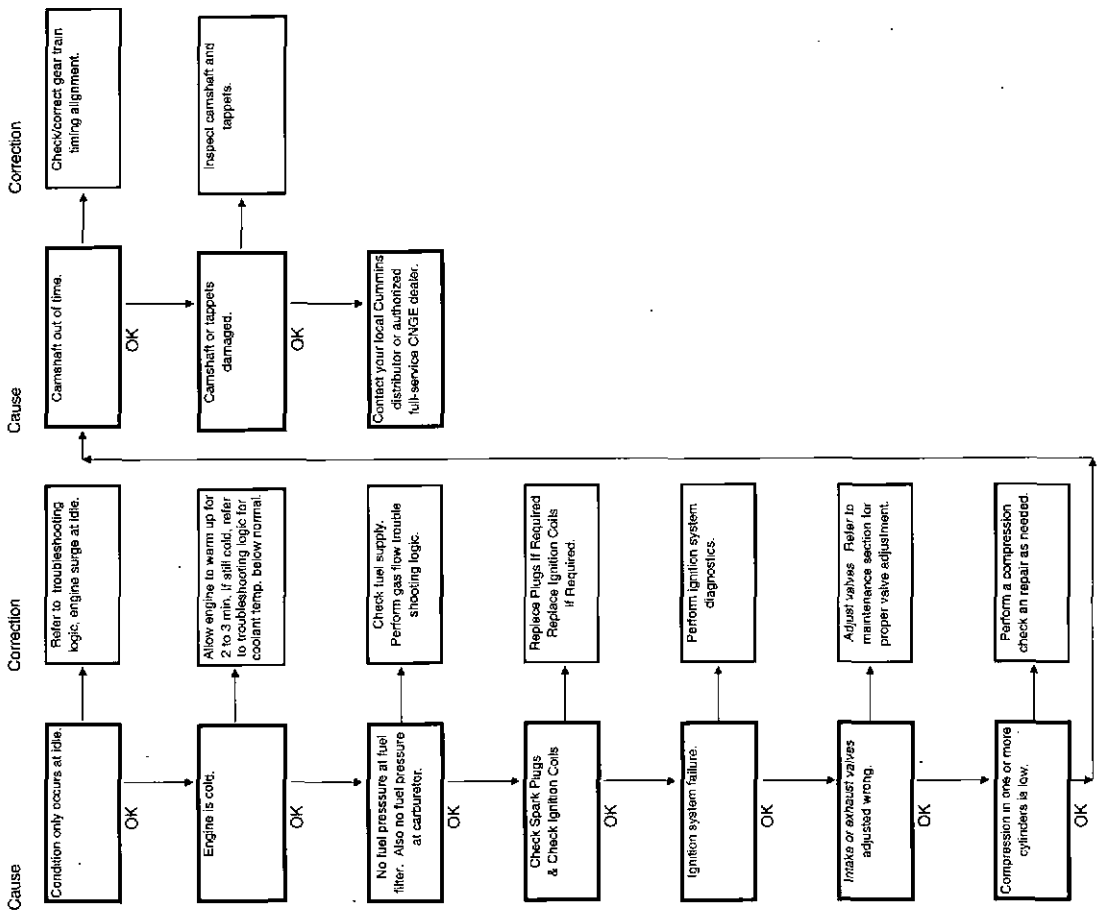 Cause
Correction
Condition only occurs at idle.
Refer to troubleshooting
logic, engine surge at idle.
OK
Engine is cold.
Allow engine to warm up for
2 to 3 min. If still cold, refer
to troubleshooting logic for
coolant temp. below normal.
OK
No fuel presssure at fuel
filter. Also no fuel pressure
at carburetor.
Check fuel supply.
Perform gas flow trouble
shooting logic.
OK
Check Spark Plugs
& Check Ignition Coils
Replace Plugs If Required
Replace Ignition Coils
If Required.
OK
Ignition system failure.
Perform ignition system
diagnostics.
OK
Intake or exhaust valves
adjusted wrong.
Adjust valves Refer to
maintenance section for
proper valve adjustment.
OK
Compression in one or more
cylinders is low.
Perform a compression
check an repair as needed.
OK
Cause
Correction
Camshaft out of time.
Check/correct gear train
timing alignment.
OK
Camshaft or tappets
damaged.
Inspect camshaft and
tappets.
OK
Contact your local Cummins
distributor or authorized
full-service CNGE dealer.